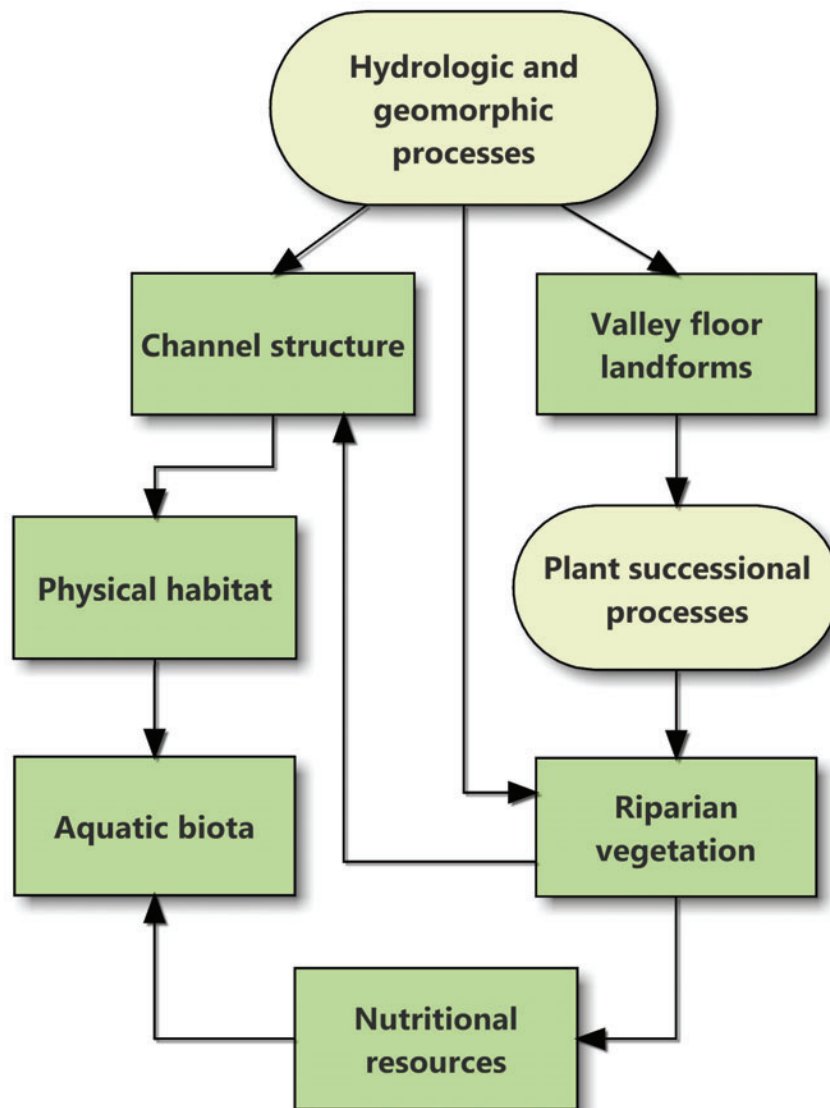 Hydrologic and
geomorphic
processes
Channel structure
Valley floor
landforms
Physical habitat
Plant successional
processes
Aquatic biota
Riparian
vegetation
Nutritional
resources